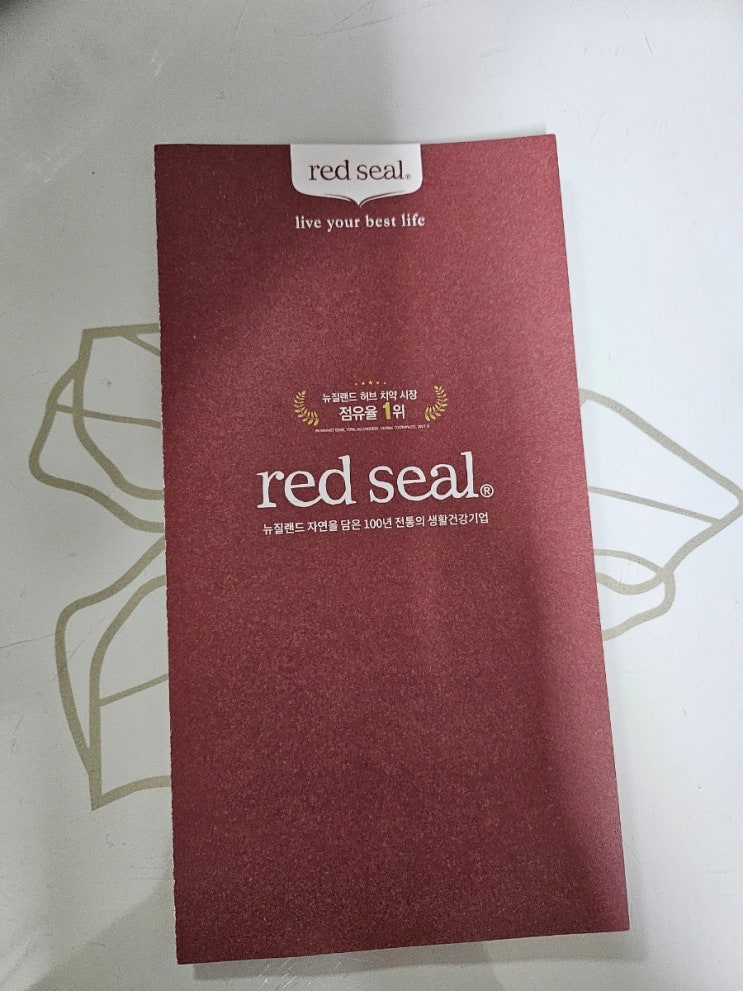 red seal®
live your best life
뉴질랜드 허브 치약 시장
점유율 1위
red seal®
뉴질랜드 자연을 담은 100년 전통의 생활건강기업